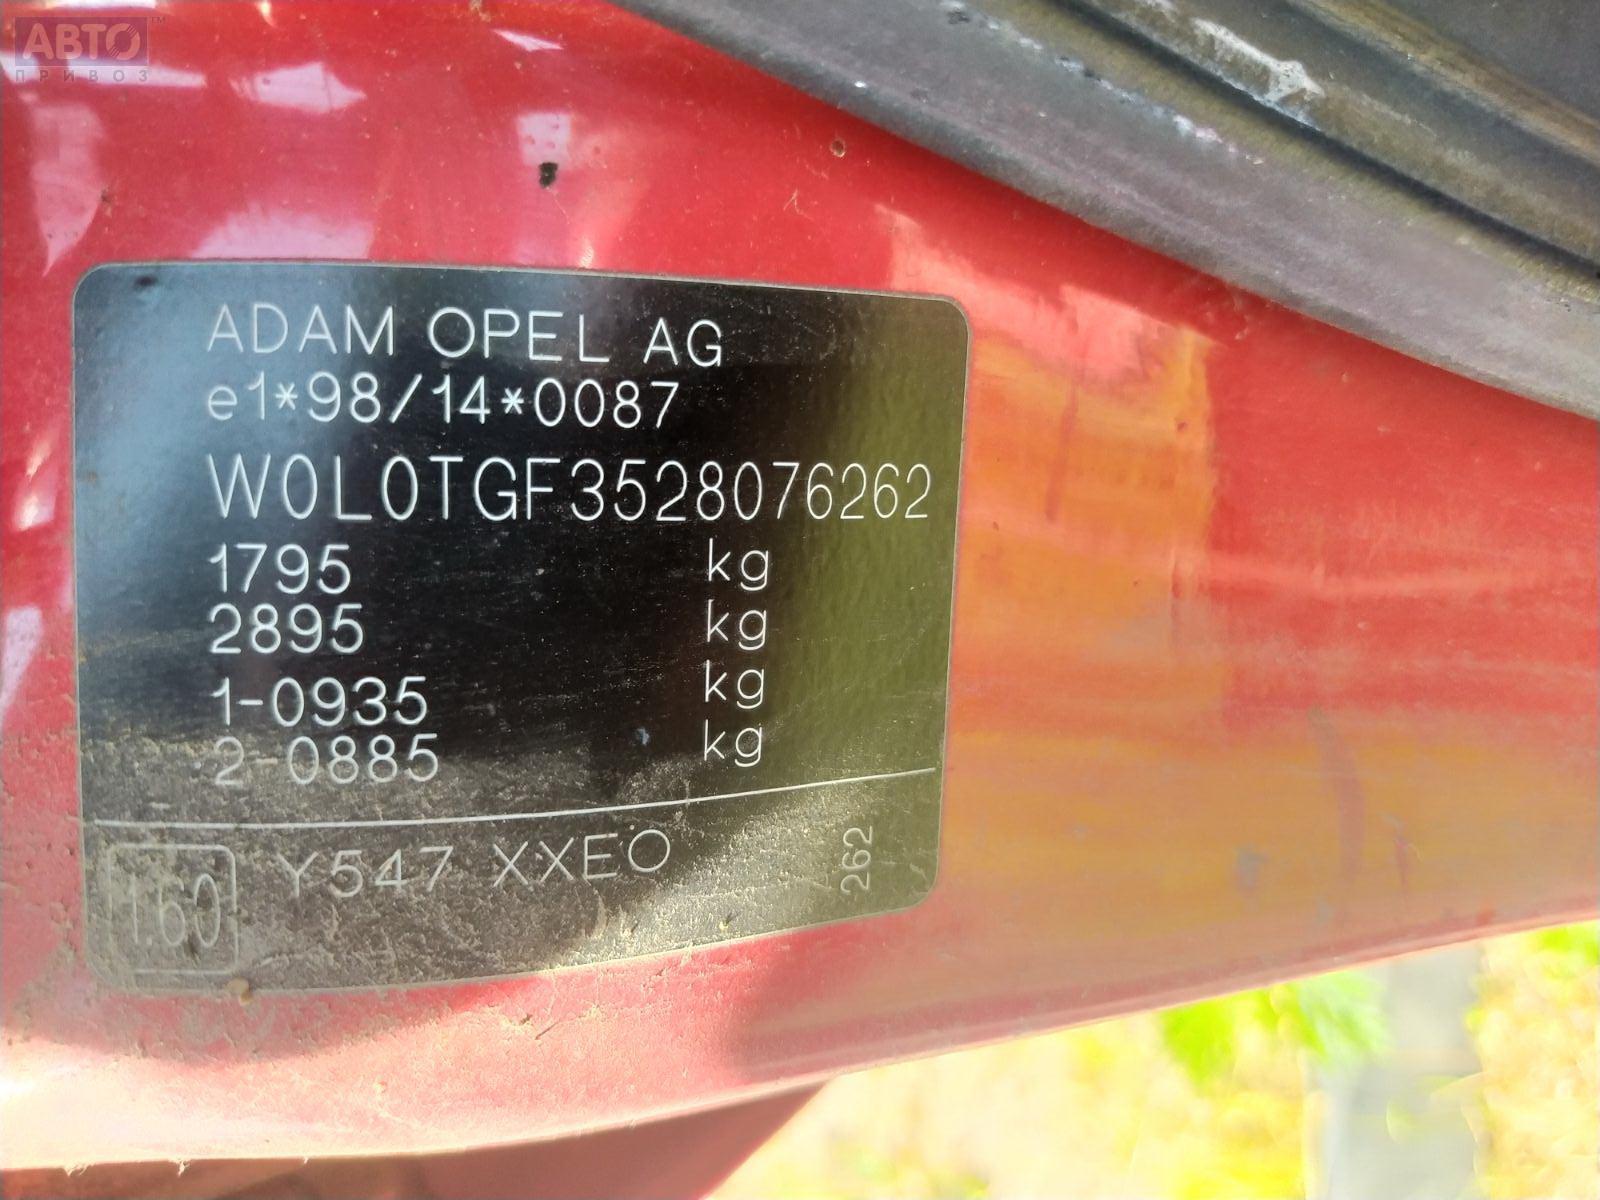 АВТО™
ПРИВОЗ
ADAM OPEL AG
e1*98/14*0087
W0L0TGF3528076262
1795 kg
2895 kg
1-0935 kg
2-0885 kg
1.60 Y547 XXEO 262